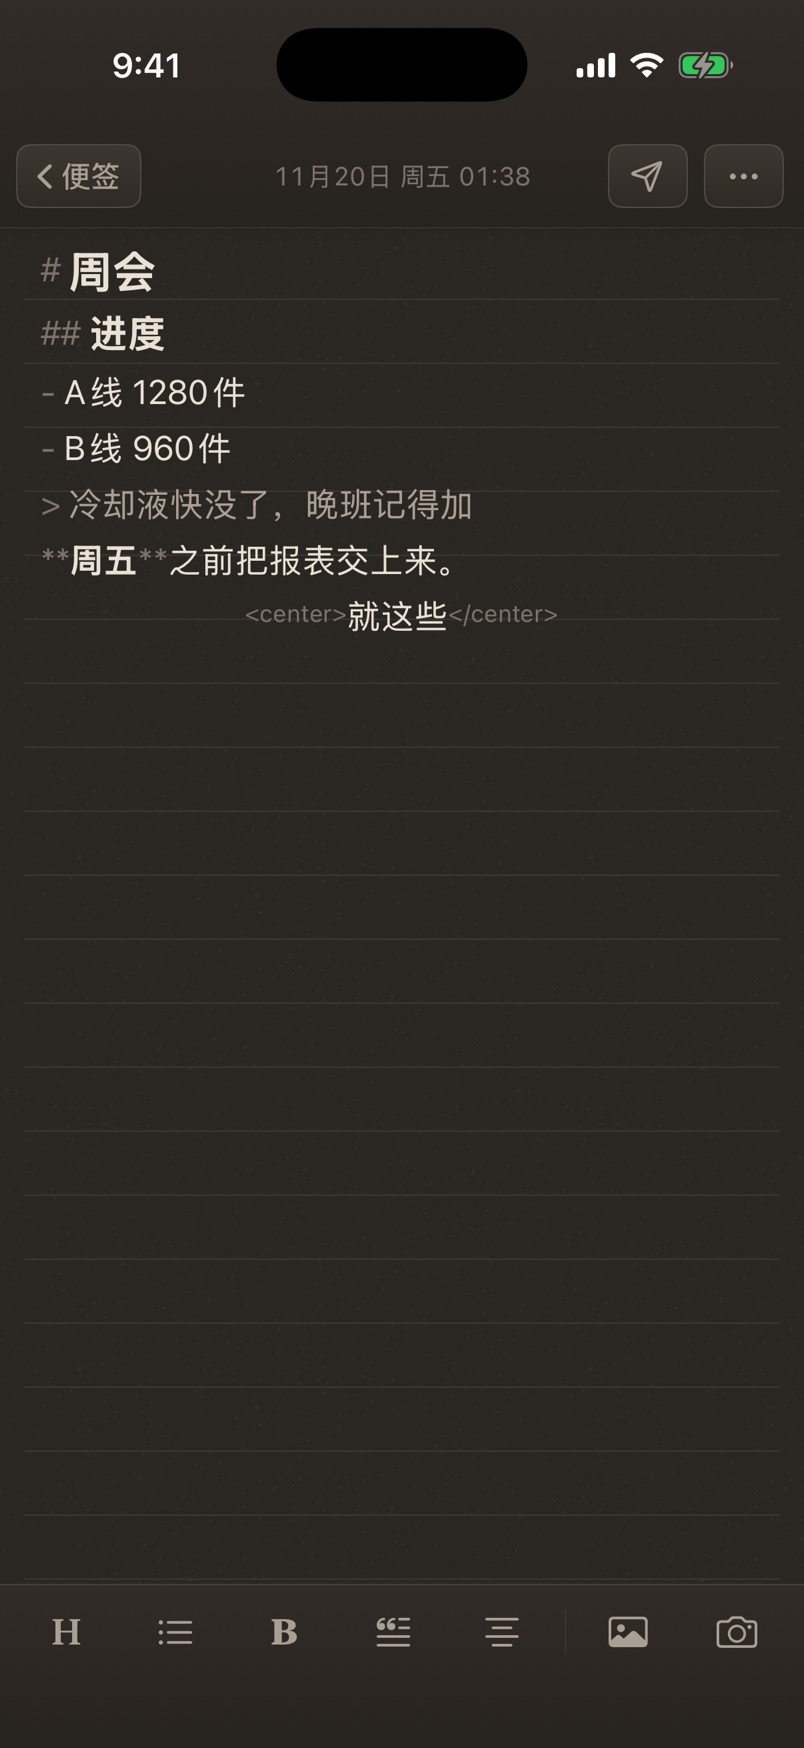 9:41
便签
11月20日 周五 01:38
# 周会
## 进度
- A线 1280件
- B线 960件
> 冷却液快没了，晚班记得加
**周五**之前把报表交上来。
<center>就这些</center>
H
B